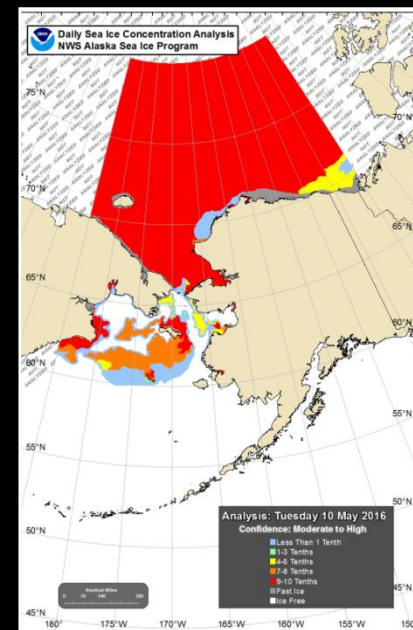 Daily Sea Ice Concentration Analysis
NWS Alaska Sea Ice Program
NOT ANALYZED
75°N
70°N
65°N
60°N
55°N
50°N
45°N
70°N
65°N
60°N
55°N
50°N
45°N
Analysis: Tuesday 10 May 2016
Confidence: Moderate to High
Less Than 1 Tenth
1-3 Tenths
4-6 Tenths
7-8 Tenths
9-10 Tenths
Fast Ice
Ice Free
Nautical Miles
180°
175°W
170°W
165°W
160°W
155°W